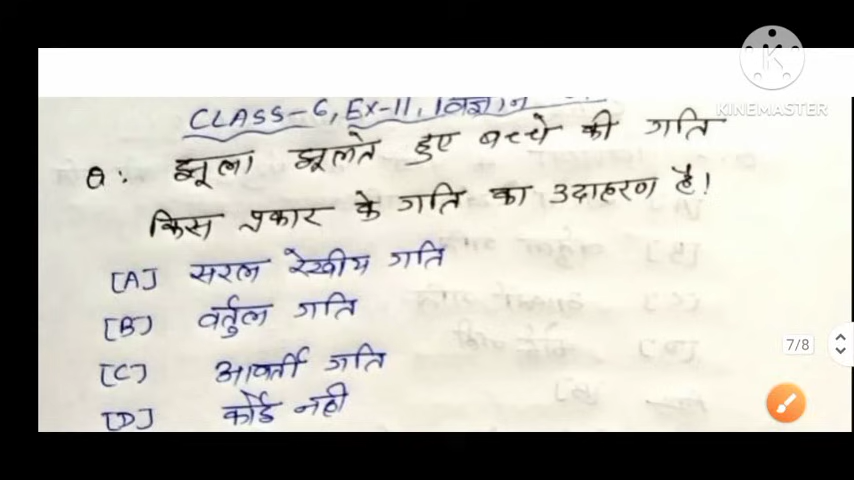 KINEMASTER
CLASS-6, Ex-11, विज्ञान
Q: झूला झूलते हुए बच्चे की गति
किस प्रकार के गति का उदाहरण है!
[A] सरल रेखीय गति
[B] वर्तुल गति
[C] आवर्ती गति
[D] कोई नही
7/8